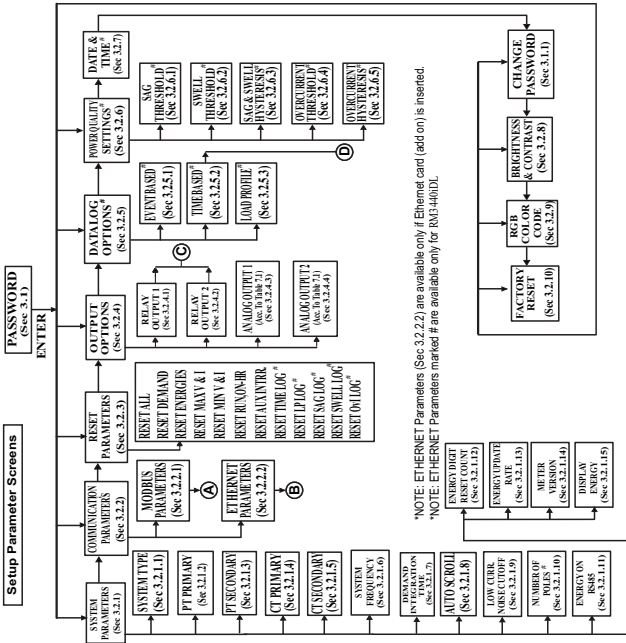 Setup Parameter Screens
PASSWORD
(Sec 3.1)
ENTER
SYSTEM
PARAMETERS
(Sec 3.2.1)
COMMUNICATION
PARAMETERS
(Sec 3.2.2)
RESET
PARAMETERS
(Sec 3.2.3)
OUTPUT
OPTIONS
(Sec 3.2.4)
DATALOG
OPTIONS#
(Sec 3.2.5)
POWER QUALITY
SETTINGS#
(Sec 3.2.6)
DATE &
TIME#
(Sec 3.2.7)
SYSTEM TYPE
(Sec 3.2.1.1)
PT PRIMARY
(Sec 3.2.1.2)
PT SECONDARY
(Sec 3.2.1.3)
CT PRIMARY
(Sec 3.2.1.4)
CT SECONDARY
(Sec 3.2.1.5)
SYSTEM
FREQUENCY
(Sec 3.2.1.6)
DEMAND
INTEGRATION
TIME
(Sec 3.2.1.7)
AUTO SCROLL
(Sec 3.2.1.8)
LOW CURR.
NOISE CUTOFF
(Sec 3.2.1.9)
NUMBER OF
POLES #
(Sec 3.2.1.10)
ENERGY ON
RS485
(Sec 3.2.1.11)
ENERGY DIGIT
RESET COUNT
(Sec 3.2.1.12)
ENERGY UPDATE
RATE
(Sec 3.2.1.13)
METER
VERSION
(Sec 3.2.1.14)
DISPLAY
ENERGY
(Sec 3.2.1.15)
MODBUS
PARAMETERS
(Sec 3.2.2.1)
A
ETHERNET
PARAMETERS
(Sec 3.2.2.2)
B
RESET ALL
RESET DEMAND
RESET ENERGIES
RESET MAX V & I
RESET MIN V & I
RESET RUN,ON-HR
RESET AUX INTRR.
RESET TIME LOG#
RESET LP LOG#
RESET SAG LOG#
RESET SWELL LOG#
RESET OvI LOG#
RELAY
OUTPUT 1
(Sec 3.2.4.1)
RELAY
OUTPUT 2
(Sec 3.2.4.2)
C
ANALOG OUTPUT 1
(Acc. To Table 7.1)
(Sec 3.2.4.3)
ANALOG OUTPUT 2
(Acc. To Table 7.1)
(Sec 3.2.4.4)
EVENT BASED#
(Sec 3.2.5.1)
TIME BASED#
(Sec 3.2.5.2)
LOAD PROFILE#
(Sec 3.2.5.3)
D
SAG
THRESHOLD#
(Sec 3.2.6.1)
SWELL
THRESHOLD#
(Sec 3.2.6.2)
SAG & SWELL
HYSTERESIS#
(Sec 3.2.6.3)
OVERCURRENT
THRESHOLD#
(Sec 3.2.6.4)
OVERCURRENT
HYSTERESIS#
(Sec 3.2.6.5)
CHANGE
PASSWORD
(Sec 3.1.1)
BRIGHTNESS
& CONTRAST
(Sec 3.2.8)
RGB
COLOR
CODE
(Sec 3.2.9)
FACTORY
RESET
(Sec 3.2.10)
*NOTE: ETHERNET Parameters (Sec 3.2.2.2) are available only if Ethernet card (add on) is inserted.
*NOTE: ETHERNET Parameters marked # are available only for RM3440iDL